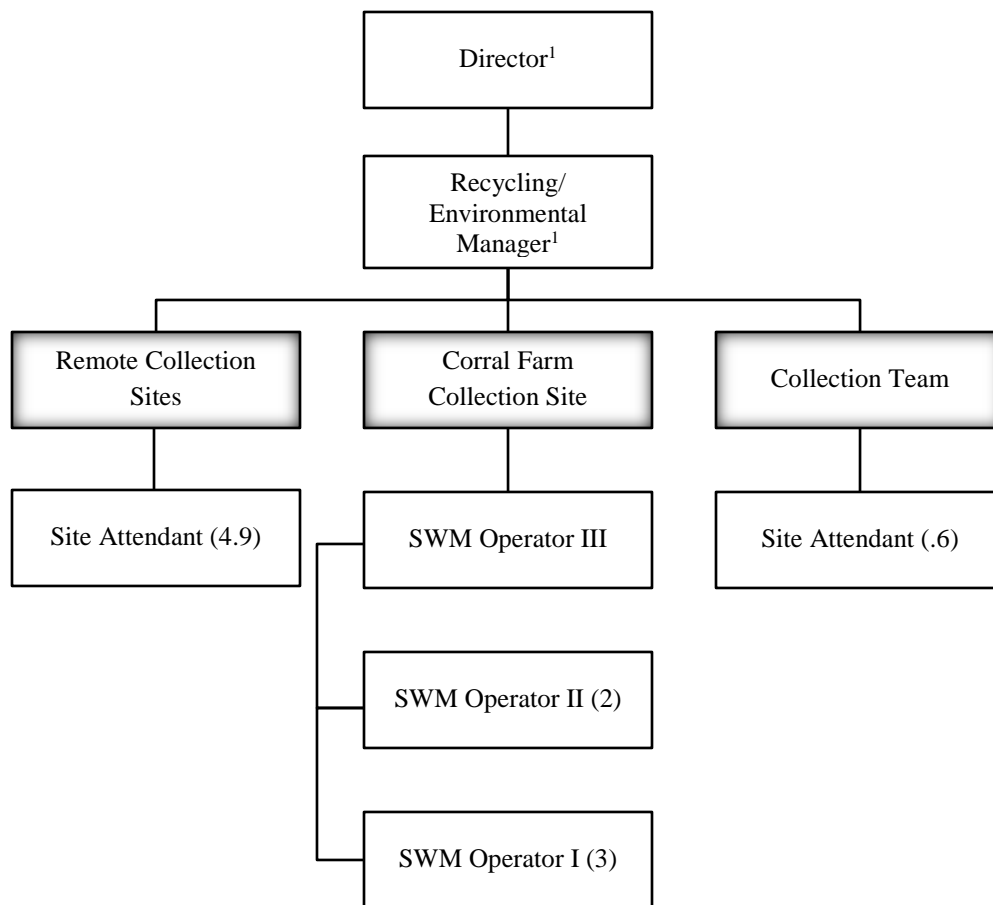 Director¹
Recycling/
Environmental
Manager¹
Remote Collection
Sites
Corral Farm
Collection Site
Collection Team
Site Attendant (4.9)
SWM Operator III
Site Attendant (.6)
SWM Operator II (2)
SWM Operator I (3)